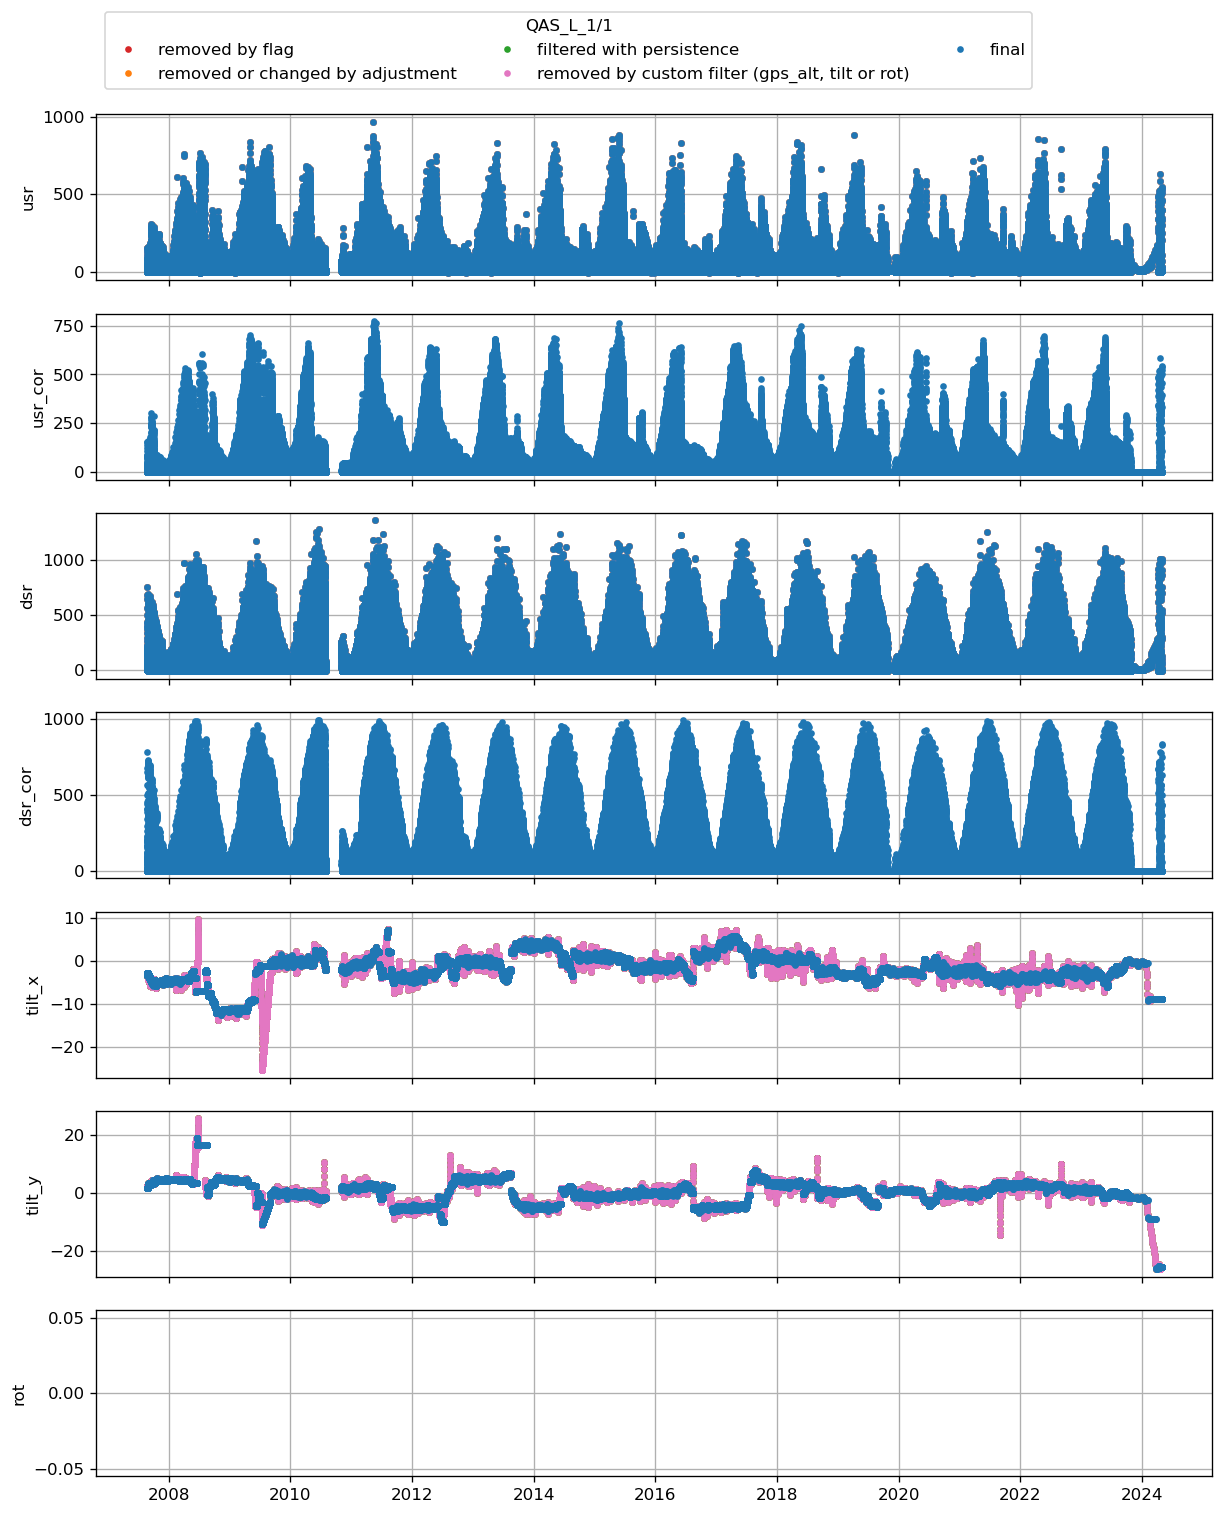 QAS_L_1/1
removed by flag
filtered with persistence
final
removed or changed by adjustment
removed by custom filter (gps_alt, tilt or rot)
1000
500
0
usr
750
500
250
0
usr_cor
1000
500
0
dsr
1000
500
0
dsr_cor
10
0
−10
−20
tilt_x
20
0
−20
tilt_y
0.05
0.00
−0.05
rot
2008 2010 2012 2014 2016 2018 2020 2022 2024